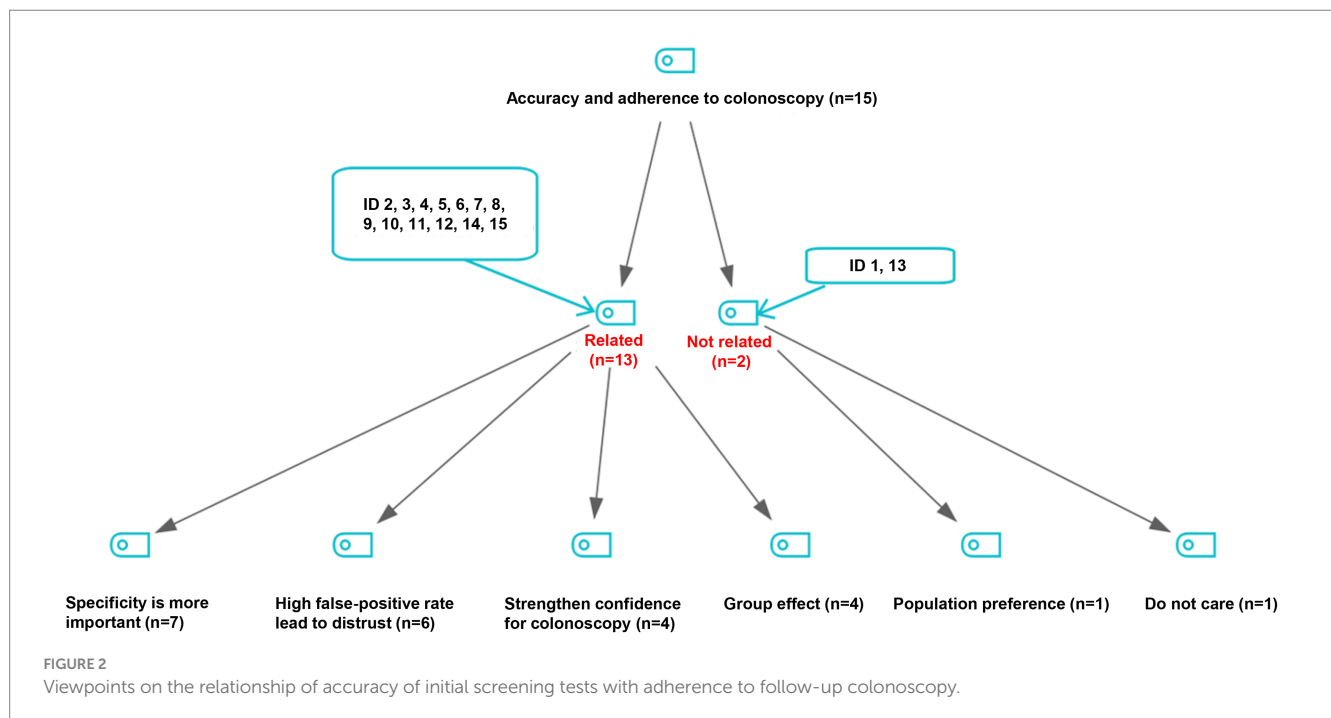 Accuracy and adherence to colonoscopy (n=15)
ID 2, 3, 4, 5, 6, 7, 8,
9, 10, 11, 12, 14, 15
ID 1, 13
Related
(n=13)
Not related
(n=2)
Specificity is more
important (n=7)
High false-positive rate
lead to distrust (n=6)
Strengthen confidence
for colonoscopy (n=4)
Group effect (n=4)
Population preference (n=1)
Do not care (n=1)
FIGURE 2
Viewpoints on the relationship of accuracy of initial screening tests with adherence to follow-up colonoscopy.